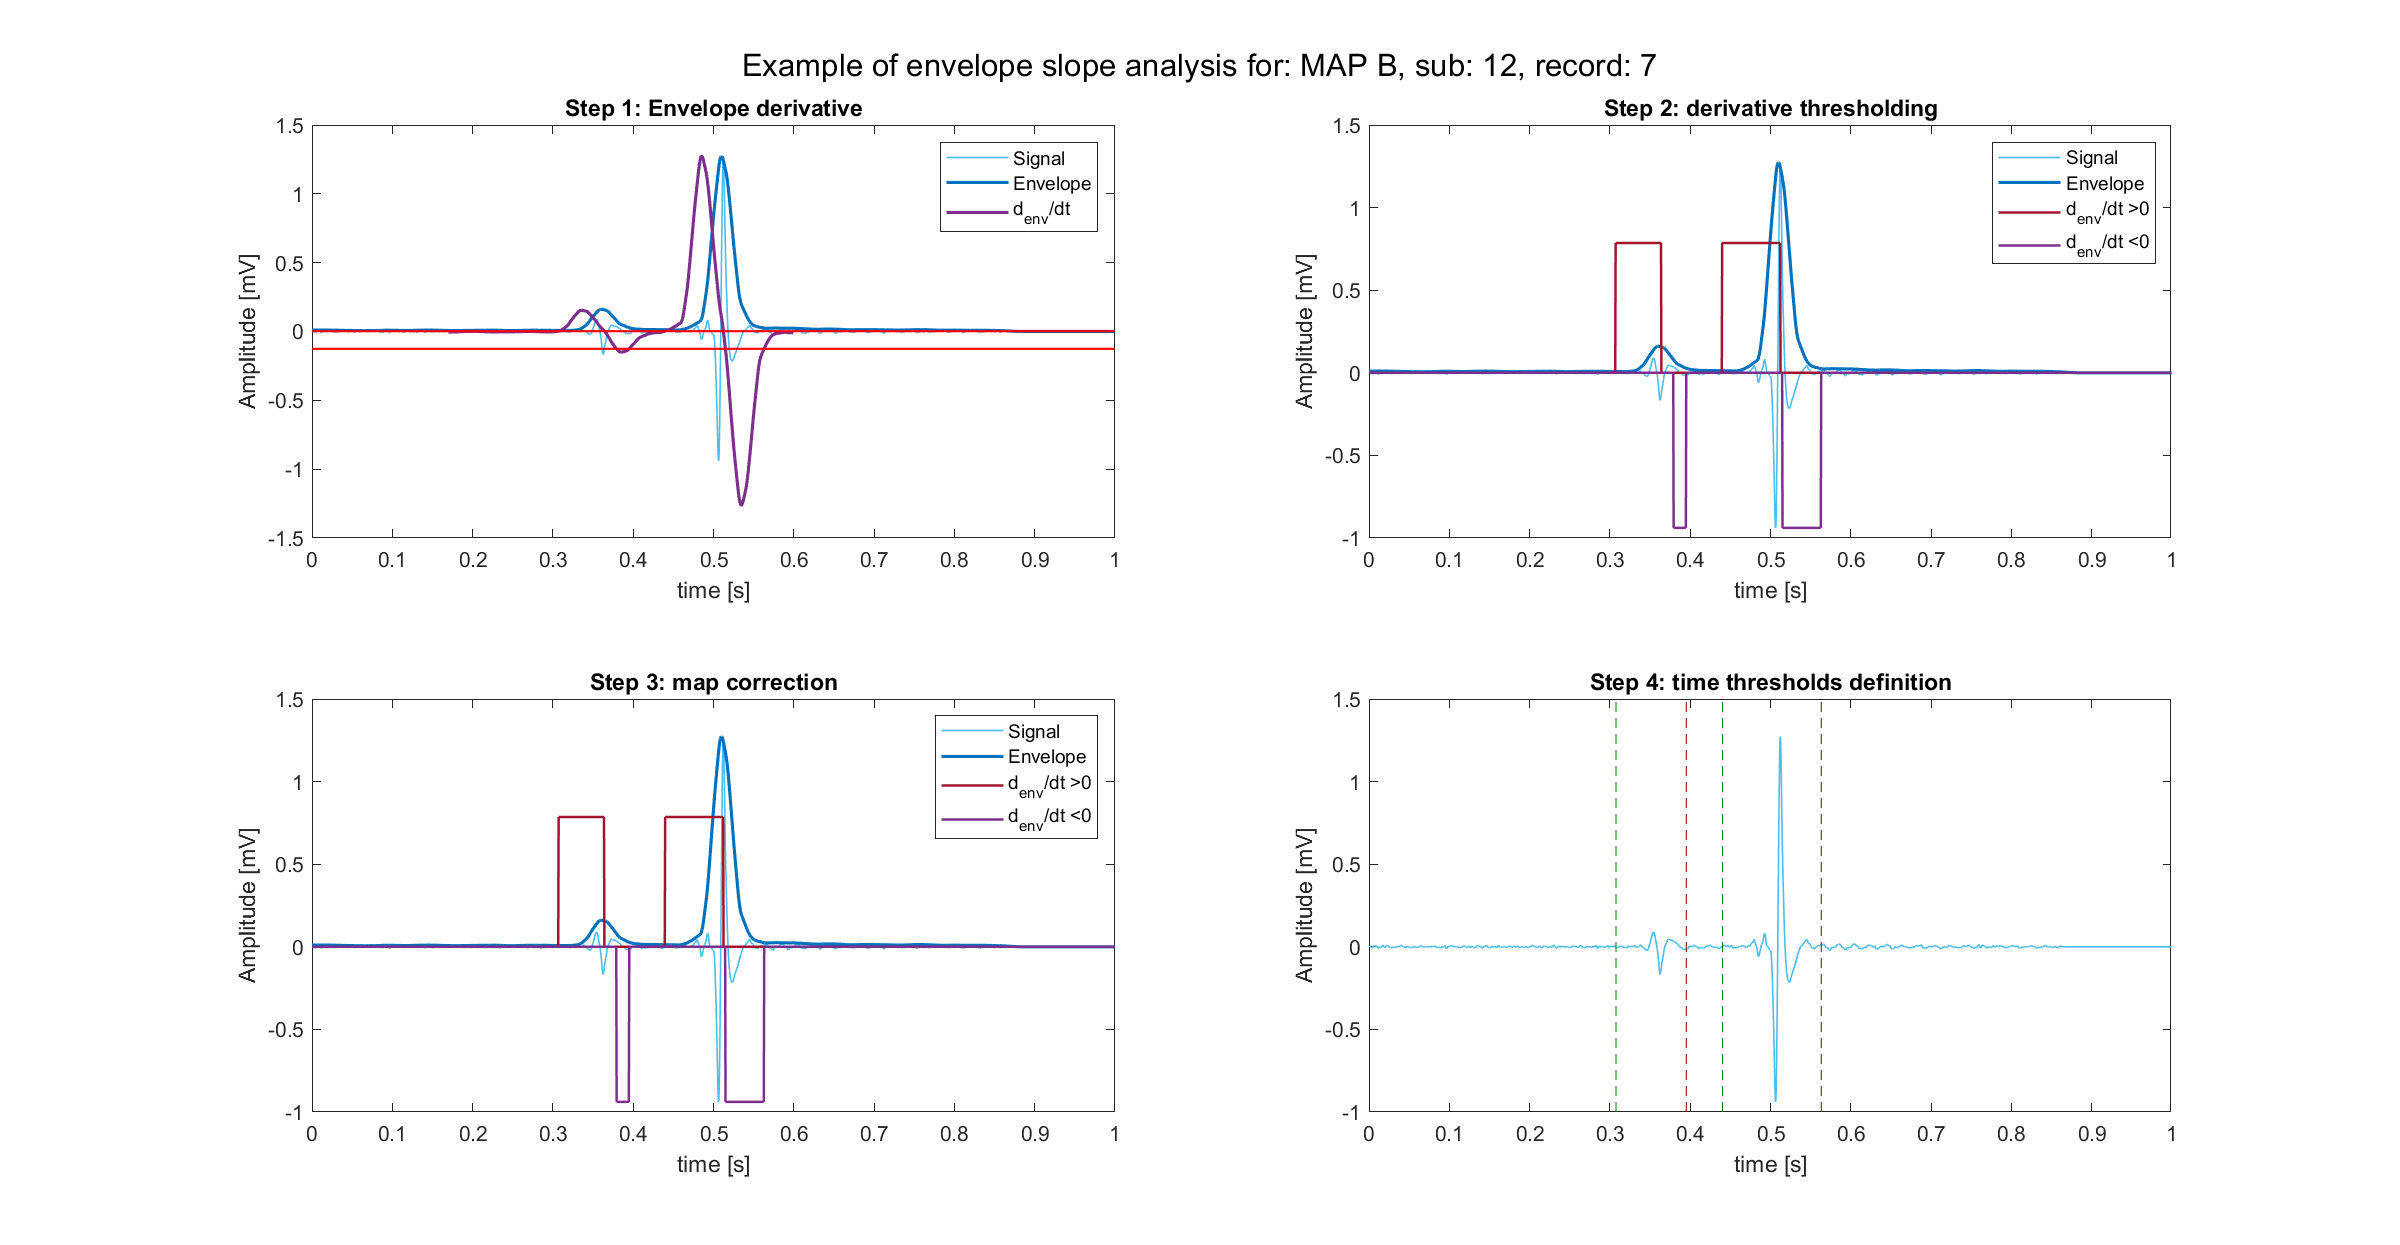 Example of envelope slope analysis for: MAP B, sub: 12, record: 7
Step 1: Envelope derivative
1.5
1
0.5
0
-0.5
-1
-1.5
Amplitude [mV]
0 0.1 0.2 0.3 0.4 0.5 0.6 0.7 0.8 0.9 1
time [s]
Signal
Envelope
denv/dt
Step 2: derivative thresholding
1.5
1
0.5
0
-0.5
-1
Amplitude [mV]
0 0.1 0.2 0.3 0.4 0.5 0.6 0.7 0.8 0.9 1
time [s]
Signal
Envelope
denv/dt >0
denv/dt <0
Step 3: map correction
1.5
1
0.5
0
-0.5
-1
Amplitude [mV]
0 0.1 0.2 0.3 0.4 0.5 0.6 0.7 0.8 0.9 1
time [s]
Signal
Envelope
denv/dt >0
denv/dt <0
Step 4: time thresholds definition
1.5
1
0.5
0
-0.5
-1
Amplitude [mV]
0 0.1 0.2 0.3 0.4 0.5 0.6 0.7 0.8 0.9 1
time [s]